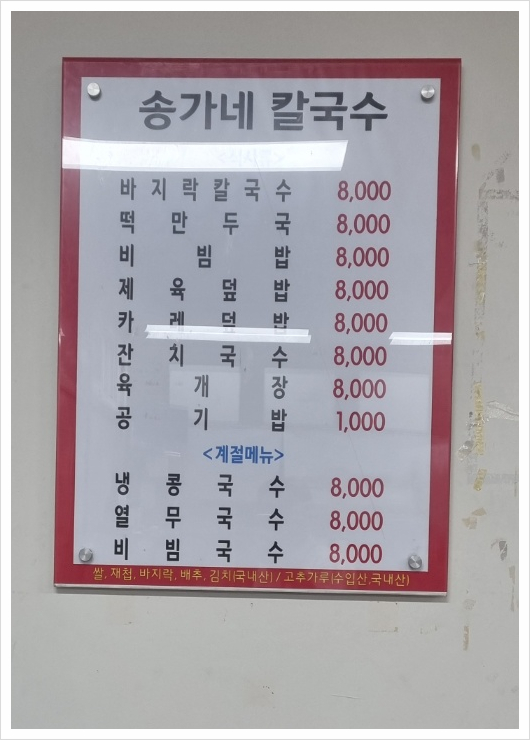 송가네 칼국수
바지락칼국수 8,000
떡만두국 8,000
비빔밥 8,000
제육덮밥 8,000
카레덮밥 8,000
잔치국수 8,000
육개장 8,000
공기밥 1,000
<계절메뉴>
냉콩국수 8,000
열무국수 8,000
비빔국수 8,000
쌀, 재첩, 바지락, 배추, 김치(국내산) / 고추가루(수입산,국내산)